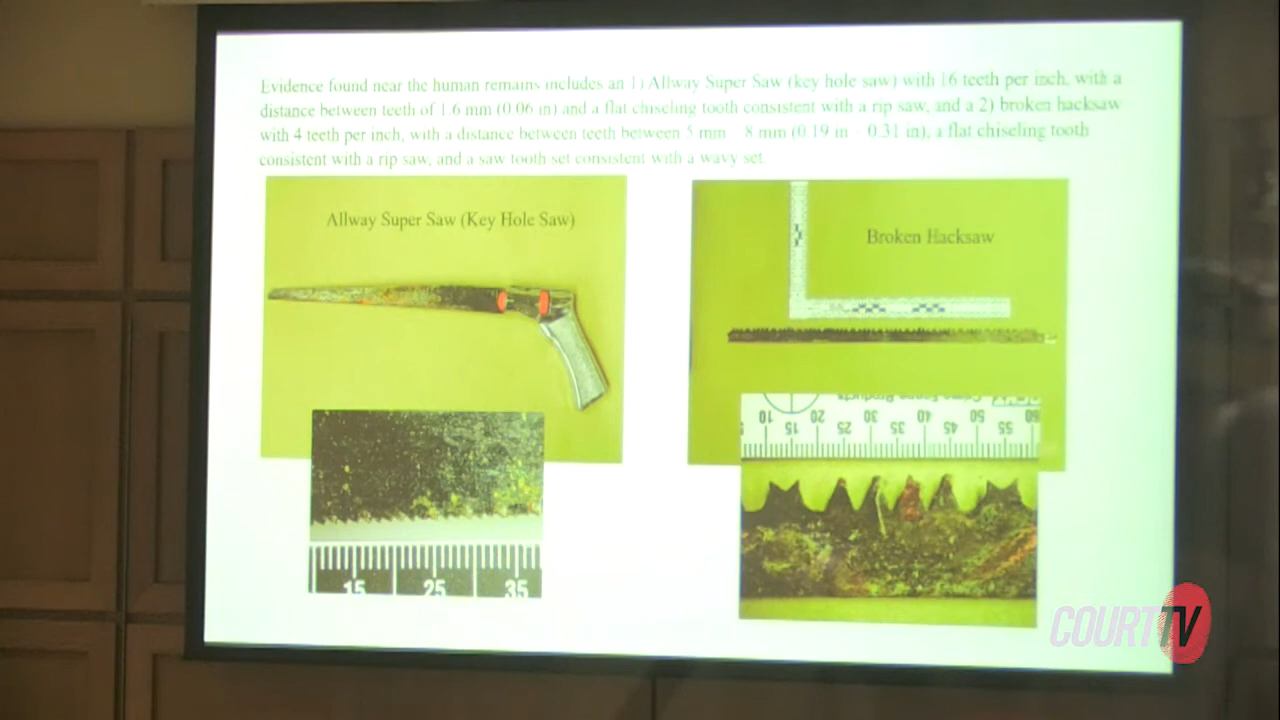 Evidence found near the human remains includes an 1) Allway Super Saw (key hole saw) with 16 teeth per inch, with a
distance between teeth of 1.6 mm (0.06 in) and a flat chiseling tooth consistent with a rip saw, and a 2) broken hacksaw
with 4 teeth per inch, with a distance between teeth between 5 mm – 8 mm (0.19 in – 0.31 in), a flat chiseling tooth
consistent with a rip saw, and a saw tooth set consistent with a wavy set.
Allway Super Saw (Key Hole Saw)
Broken Hacksaw
Crime Scene Products
10 15 20 25 30 35 40 45 50 55 60
15 25 35
COURT TV